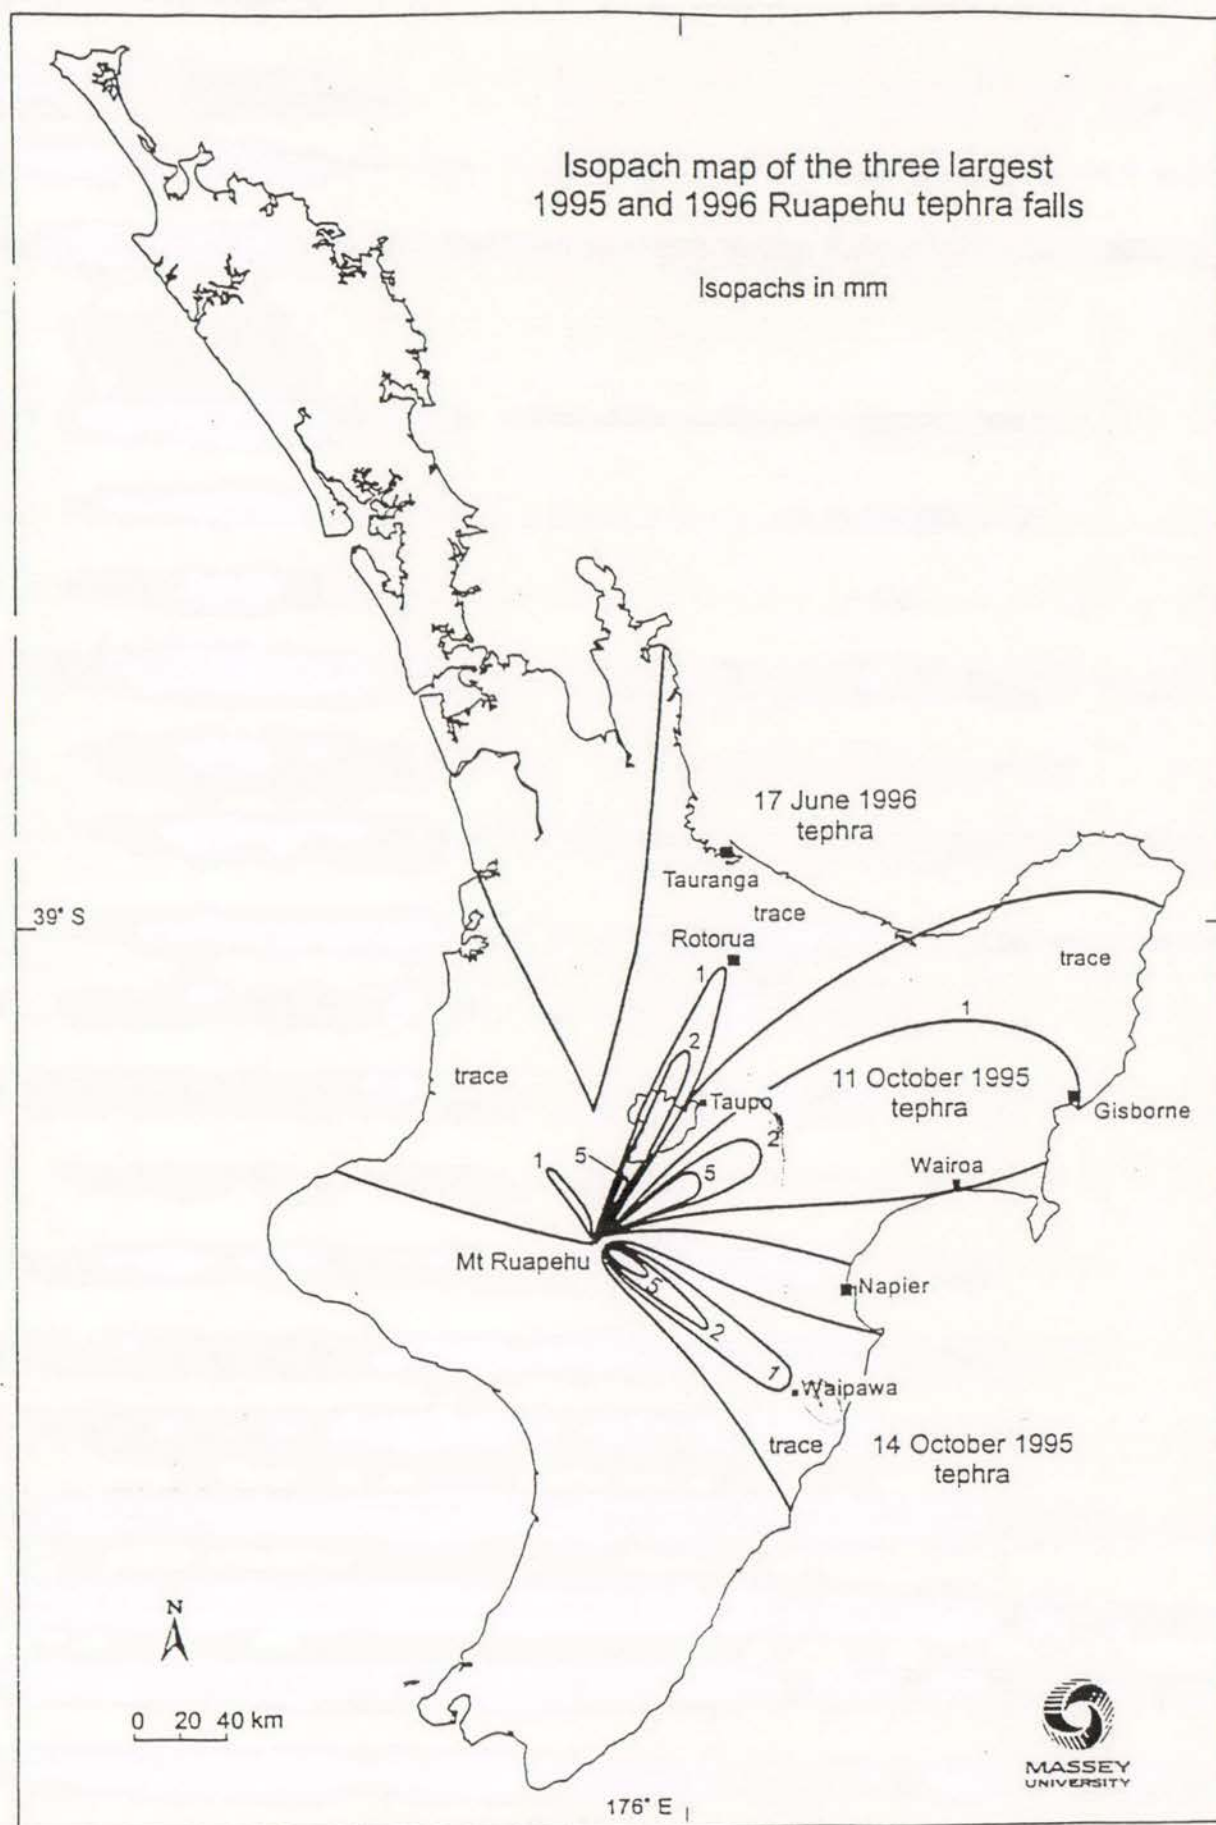 Isopach map of the three largest
1995 and 1996 Ruapehu tephra falls
Isopachs in mm
17 June 1996
tephra
Tauranga
trace
39° S
Rotorua
trace
1
1
2
trace
11 October 1995
tephra
Taupo
Gisborne
2
5
1
5
Wairoa
Mt Ruapehu
5
Napier
2
1
Waipawa
trace
14 October 1995
tephra
N
0 20 40 km
MASSEY
UNIVERSITY
176° E